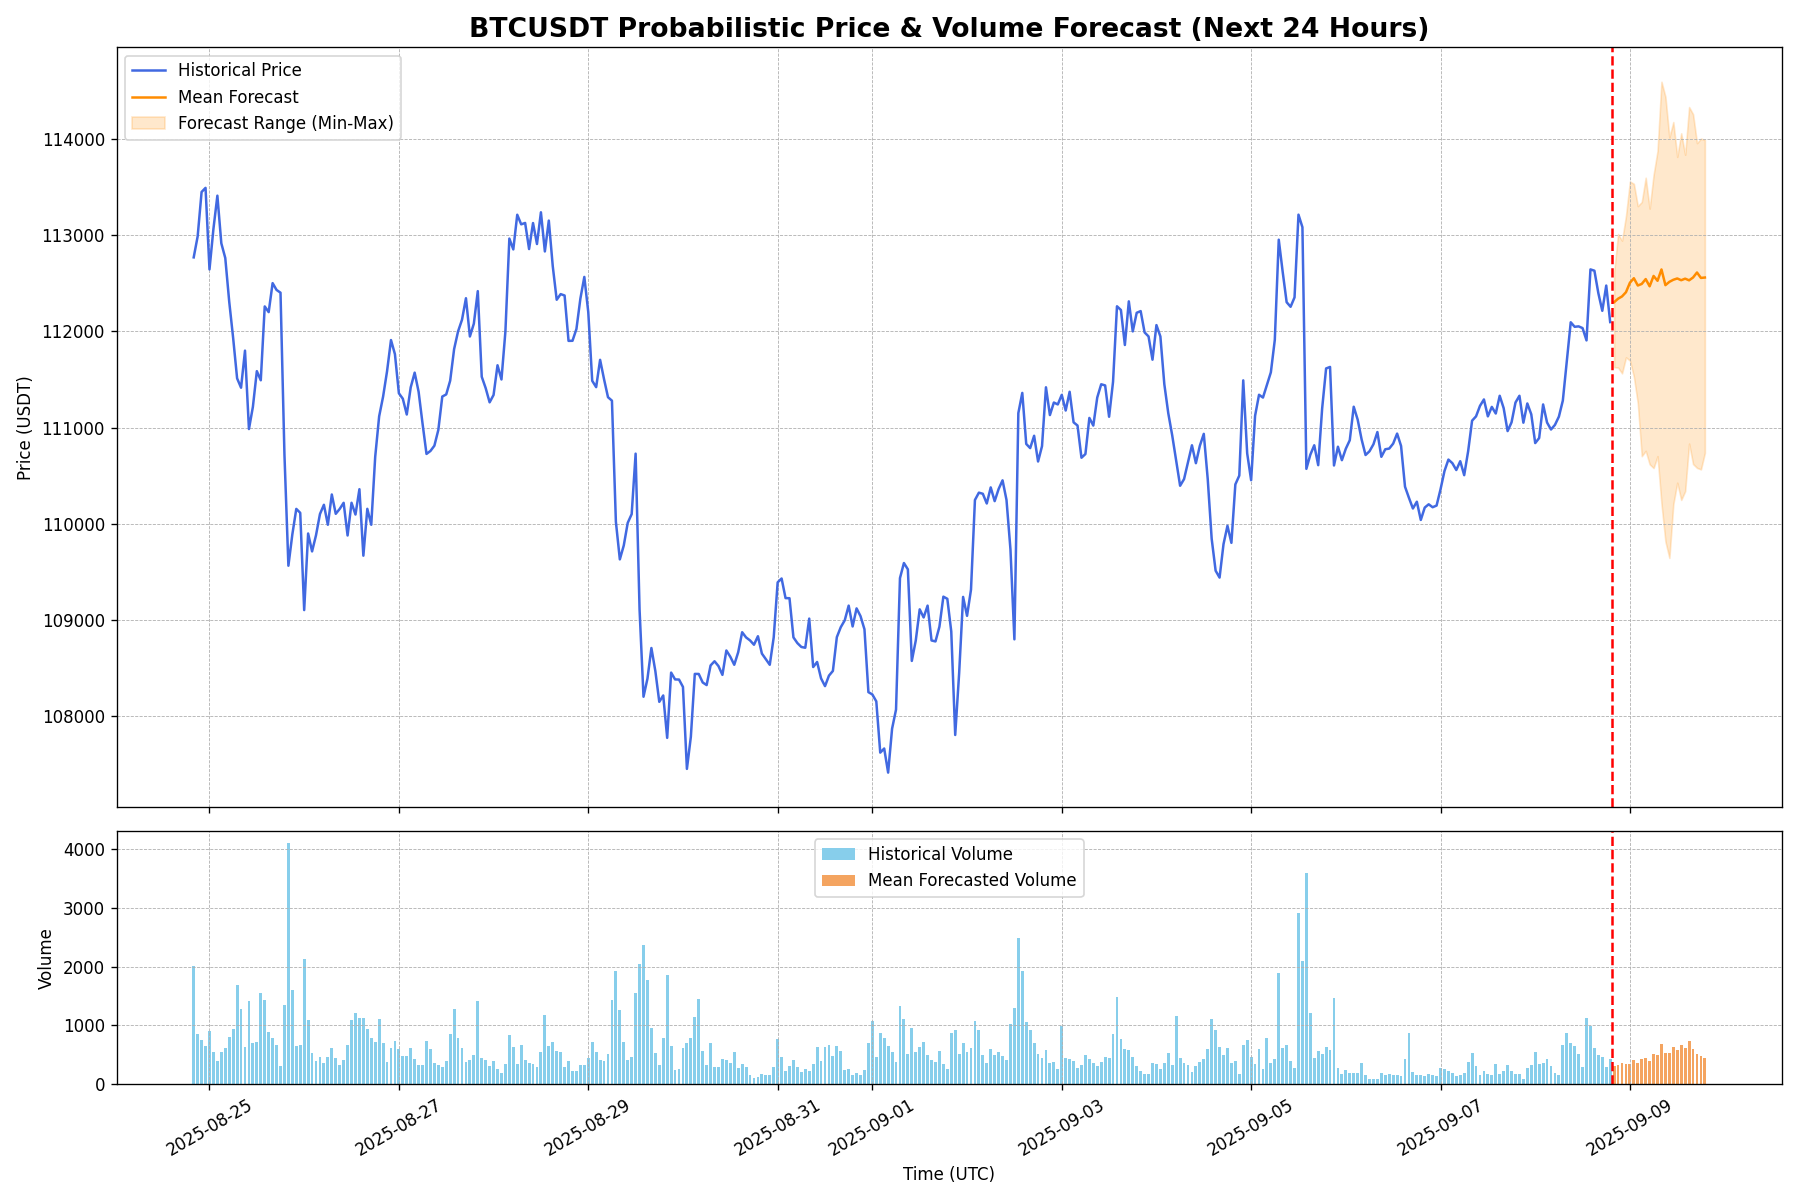 BTCUSDT Probabilistic Price & Volume Forecast (Next 24 Hours)
Historical Price
Mean Forecast
Forecast Range (Min-Max)
Price (USDT)
114000
113000
112000
111000
110000
109000
108000
Historical Volume
Mean Forecasted Volume
Volume
4000
3000
2000
1000
0
2025-08-25
2025-08-27
2025-08-29
2025-08-31
2025-09-01
2025-09-03
2025-09-05
2025-09-07
2025-09-09
Time (UTC)